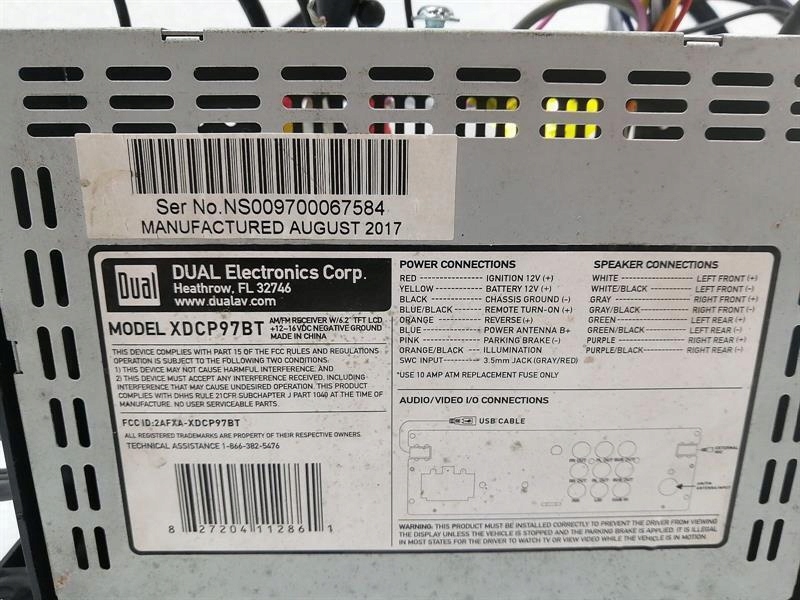 Ser No.NS009700067584
MANUFACTURED AUGUST 2017
Dual
DUAL Electronics Corp.
Heathrow, FL 32746
www.dualav.com
MODEL XDCP97BT
AM/FM RECEIVER W/6.2" TFT LCD
+12~16VDC NEGATIVE GROUND
MADE IN CHINA
THIS DEVICE COMPLIES WITH PART 15 OF THE FCC RULES AND REGULATIONS
OPERATION IS SUBJECT TO THE FOLLOWING TWO CONDITIONS.
1) THIS DEVICE MAY NOT CAUSE HARMFUL INTERFERENCE; AND
2) THIS DEVICE MUST ACCEPT ANY INTERFERENCE RECEIVED, INCLUDING
INTERFERENCE THAT MAY CAUSE UNDESIRED OPERATION. THIS PRODUCT
COMPLIES WITH DHHS RULE 21CFR SUBCHAPTER J PART 1040 AT THE TIME OF
MANUFACTURE. NO USER SERVICEABLE PARTS.
FCC ID:2AFXA-XDCP97BT
ALL REGISTERED TRADEMARKS ARE PROPERTY OF THEIR RESPECTIVE OWNERS.
TECHNICAL ASSISTANCE 1-866-382-5476
8 27204 11286 1
POWER CONNECTIONS
RED IGNITION 12V (+)
YELLOW BATTERY 12V (+)
BLACK CHASSIS GROUND (-)
BLUE/BLACK REMOTE TURN-ON (+)
ORANGE REVERSE (+)
BLUE POWER ANTENNA B+
PINK PARKING BRAKE (-)
ORANGE/BLACK ILLUMINATION
SWC INPUT 3.5mm JACK (GRAY/RED)
*USE 10 AMP ATM REPLACEMENT FUSE ONLY
SPEAKER CONNECTIONS
WHITE LEFT FRONT (+)
WHITE/BLACK LEFT FRONT (-)
GRAY RIGHT FRONT (+)
GRAY/BLACK RIGHT FRONT (-)
GREEN LEFT REAR (+)
GREEN/BLACK LEFT REAR (-)
PURPLE RIGHT REAR (+)
PURPLE/BLACK RIGHT REAR (-)
AUDIO/VIDEO I/O CONNECTIONS
USB CABLE
EXTERNAL
MIC
AM/FM
ANTENNA INPUT
WARNING: THIS PRODUCT MUST BE INSTALLED CORRECTLY TO PREVENT THE DRIVER FROM VIEWING
THE DISPLAY UNLESS THE VEHICLE IS STOPPED AND THE PARKING BRAKE IS APPLIED. IT IS ILLEGAL
IN MOST STATES FOR THE DRIVER TO WATCH TV OR VIEW VIDEO WHILE THE VEHICLE IS IN MOTION.